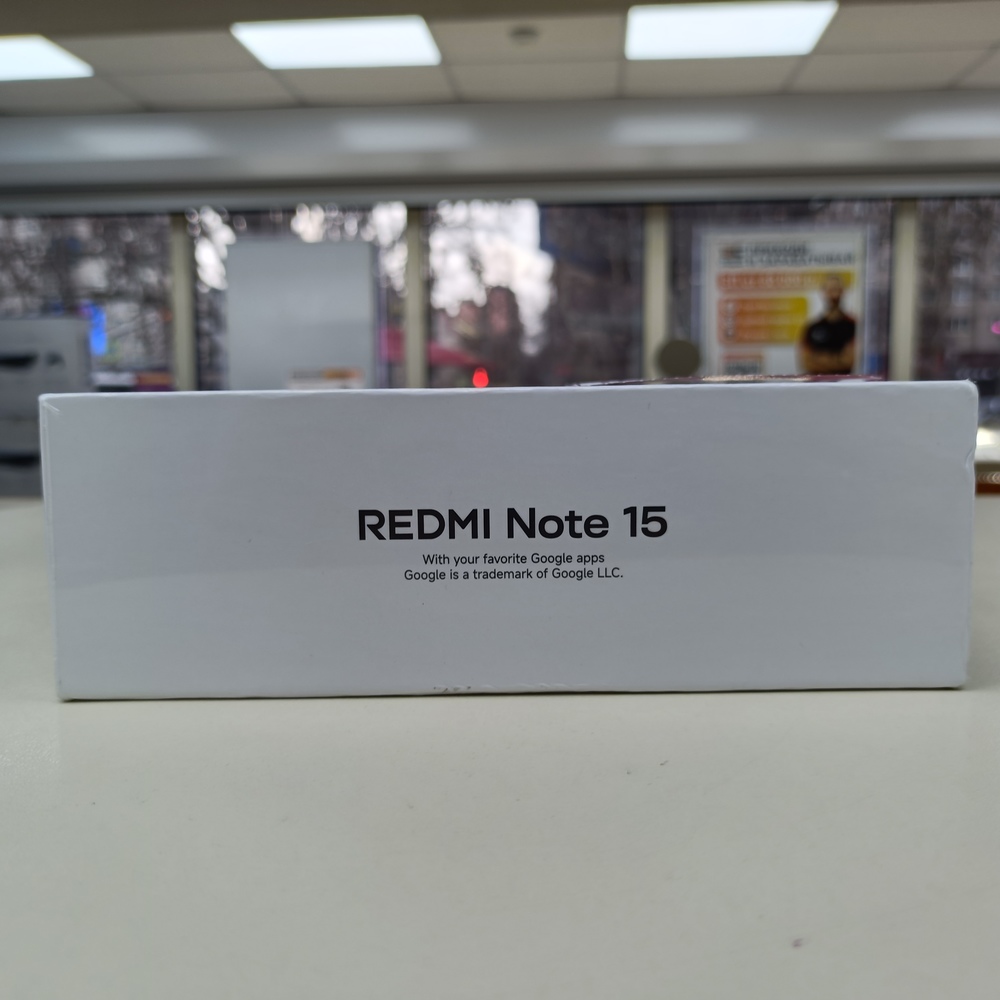 REDMI Note 15
With your favorite Google apps
Google is a trademark of Google LLC.